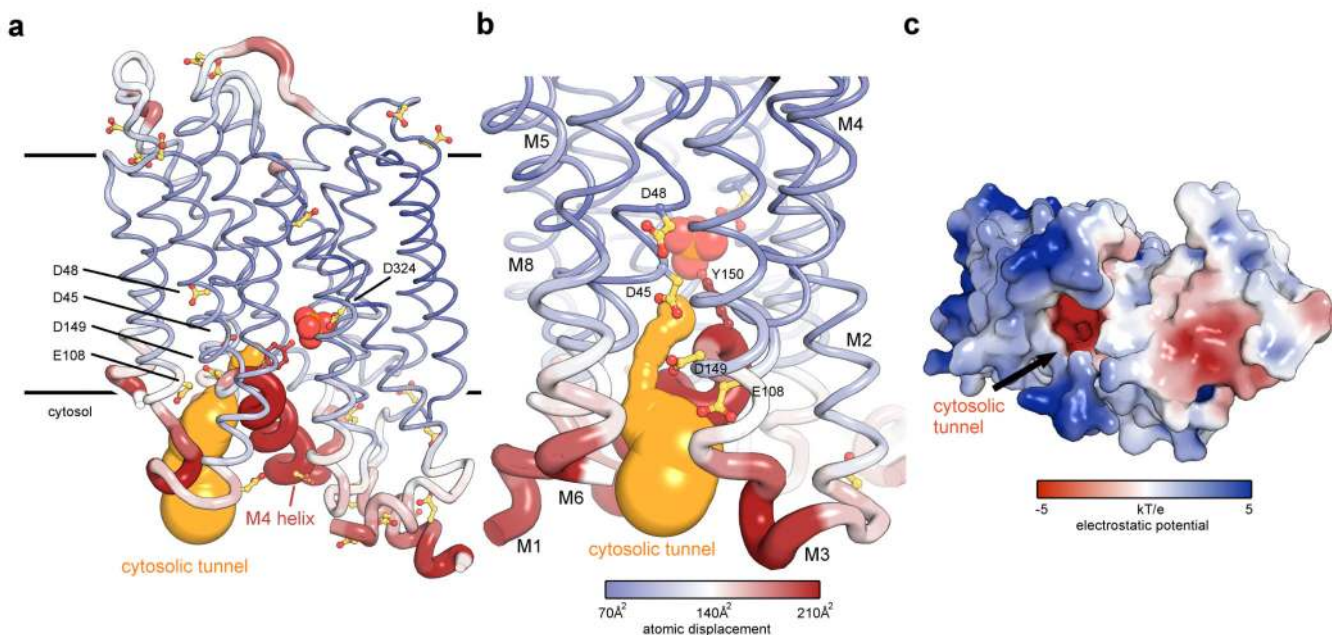 a
D48
D45
D149
E108
D324
cytosol
M4 helix
cytosolic tunnel
b
M5
M4
D48
M8
Y150
D45
M2
D149
E108
M6
M1
cytosolic tunnel
M3
70Å² 140Å² 210Å²
atomic displacement
c
cytosolic
tunnel
-5 kT/e 5
electrostatic potential